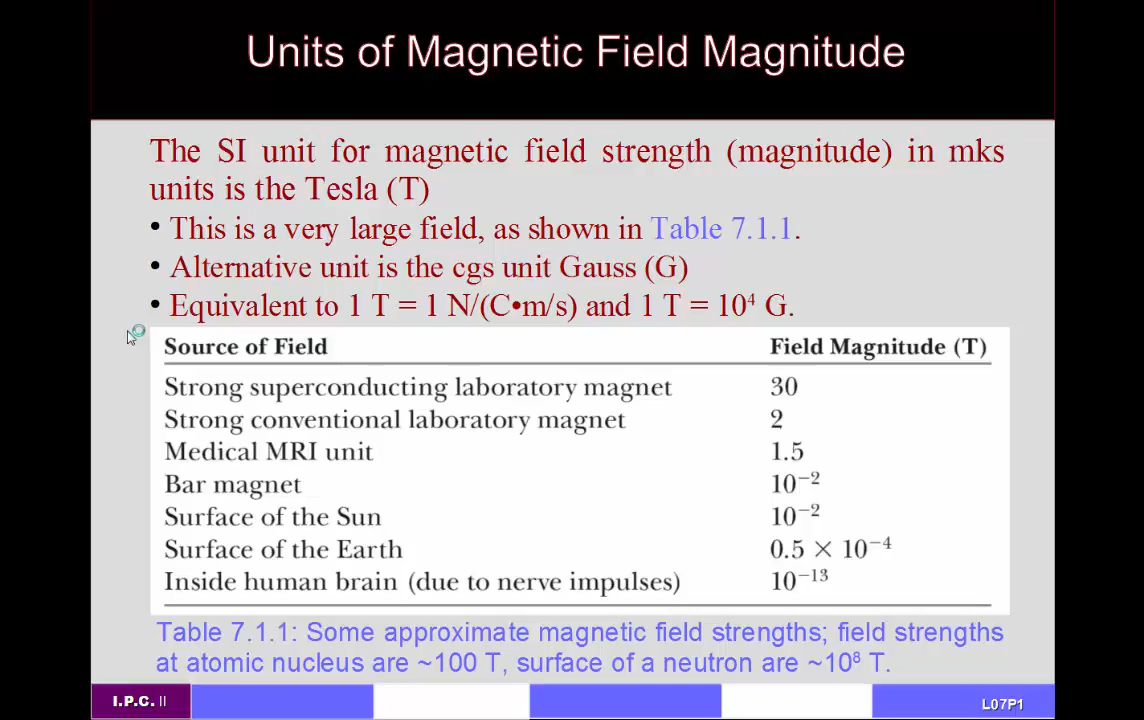 Units of Magnetic Field Magnitude
The SI unit for magnetic field strength (magnitude) in mks
units is the Tesla (T)
• This is a very large field, as shown in Table 7.1.1.
• Alternative unit is the cgs unit Gauss (G)
• Equivalent to 1 T = 1 N/(C•m/s) and 1 T = 10⁴ G.
Source of Field Field Magnitude (T)
Strong superconducting laboratory magnet 30
Strong conventional laboratory magnet 2
Medical MRI unit 1.5
Bar magnet 10⁻²
Surface of the Sun 10⁻²
Surface of the Earth 0.5 × 10⁻⁴
Inside human brain (due to nerve impulses) 10⁻¹³
Table 7.1.1: Some approximate magnetic field strengths; field strengths
at atomic nucleus are ~100 T, surface of a neutron are ~10⁸ T.
I.P.C. II L07P1